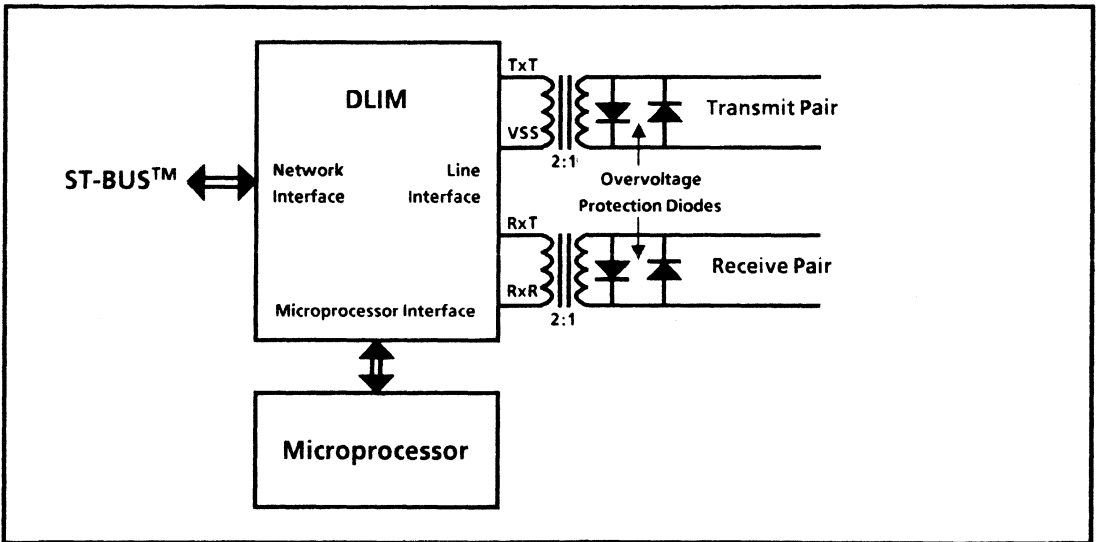 DLIM
ST-BUS™
Network
Interface
Line
Interface
Microprocessor Interface
TxT
VSS
2:1
Transmit Pair
Overvoltage
Protection Diodes
RxT
RxR
2:1
Receive Pair
Microprocessor